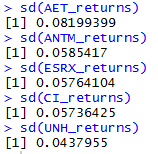 > sd(AET_returns)
[1] 0.08199399
> sd(ANTM_returns)
[1] 0.0585417
> sd(ESRX_returns)
[1] 0.05764104
> sd(CI_returns)
[1] 0.05736425
> sd(UNH_returns)
[1] 0.0437955